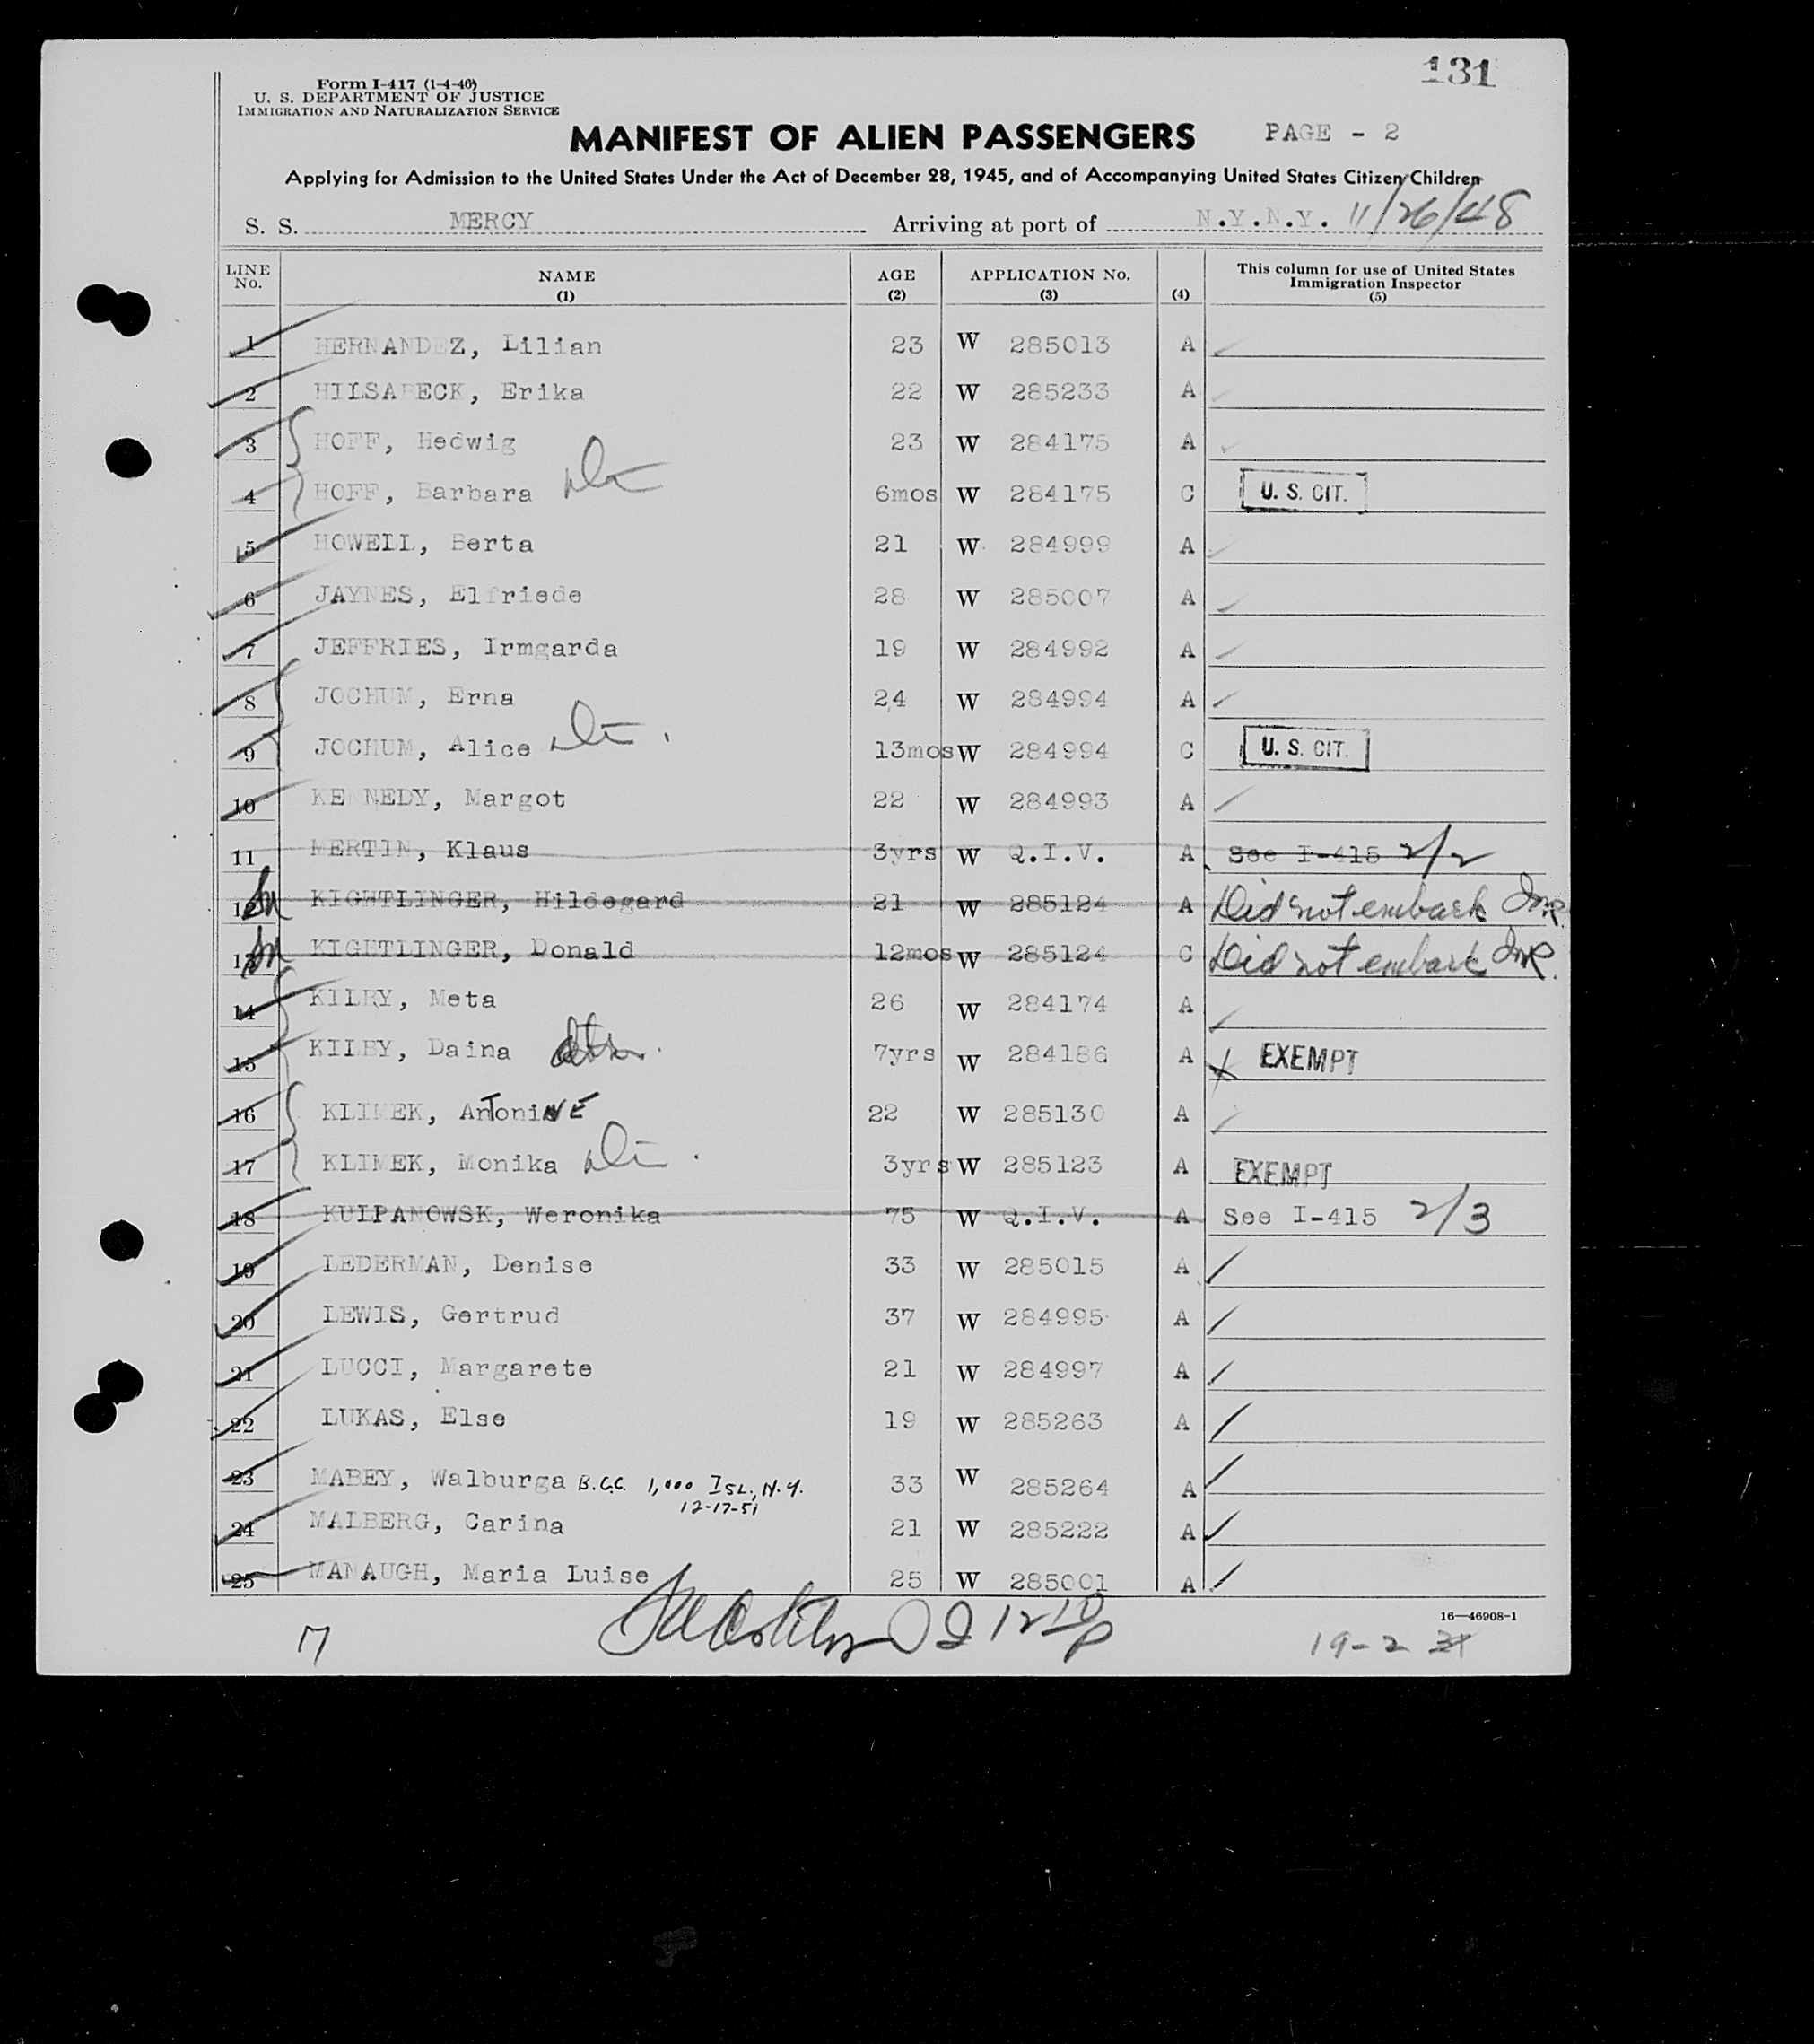 131
Form I-417 (1-4-46)
U. S. DEPARTMENT OF JUSTICE
IMMIGRATION AND NATURALIZATION SERVICE
MANIFEST OF ALIEN PASSENGERS PAGE - 2
Applying for Admission to the United States Under the Act of December 28, 1945, and of Accompanying United States Citizen Children
S. S. MERCY Arriving at port of N.Y.N.Y. 11/26/48
LINE No. NAME (1) AGE (2) APPLICATION No. (3) (4) This column for use of United States Immigration Inspector (5)
1 HERNANDEZ, Lilian 23 W 285013 A
2 HILSABECK, Erika 22 W 285233 A
3 HOFF, Hedwig 23 W 284175 A
4 HOFF, Barbara 6mos W 284175 C U. S. CIT.
5 HOWELL, Berta 21 W 284999 A
6 JAYNES, Elfriede 28 W 285007 A
7 JEFFRIES, Irmgarda 19 W 284992 A
8 JOCHUM, Erna 24 W 284994 A
9 JOCHUM, Alice 13mos W 284994 C U. S. CIT.
10 KENNEDY, Margot 22 W 284993 A
11 MERTIN, Klaus 3yrs W Q.I.V. A See I-415 2/2
12 KIGHTLINGER, Hildegard 21 W 285124 A Did not embark
13 KIGHTLINGER, Donald 12mos W 285124 C Did not embark
14 KILBY, Meta 26 W 284174 A
15 KILBY, Daina 7yrs W 284186 A EXEMPT
16 KLIMEK, AnToniNE 22 W 285130 A
17 KLIMEK, Monika 3yrs W 285123 A EXEMPT
18 KUIPANOWSK, Weronika 75 W Q.I.V. A See I-415 2/3
19 LEDERMAN, Denise 33 W 285015 A
20 LEWIS, Gertrud 37 W 284995 A
21 LUCCI, Margarete 21 W 284997 A
22 LUKAS, Else 19 W 285263 A
23 MABEY, Walburga B.C.C. 1,000 ISL., N.Y. 33 W 285264 A
12-17-51
24 MALBERG, Carina 21 W 285222 A
25 MANAUGH, Maria Luise 25 W 285001 A
16—46908-1
7 19-2